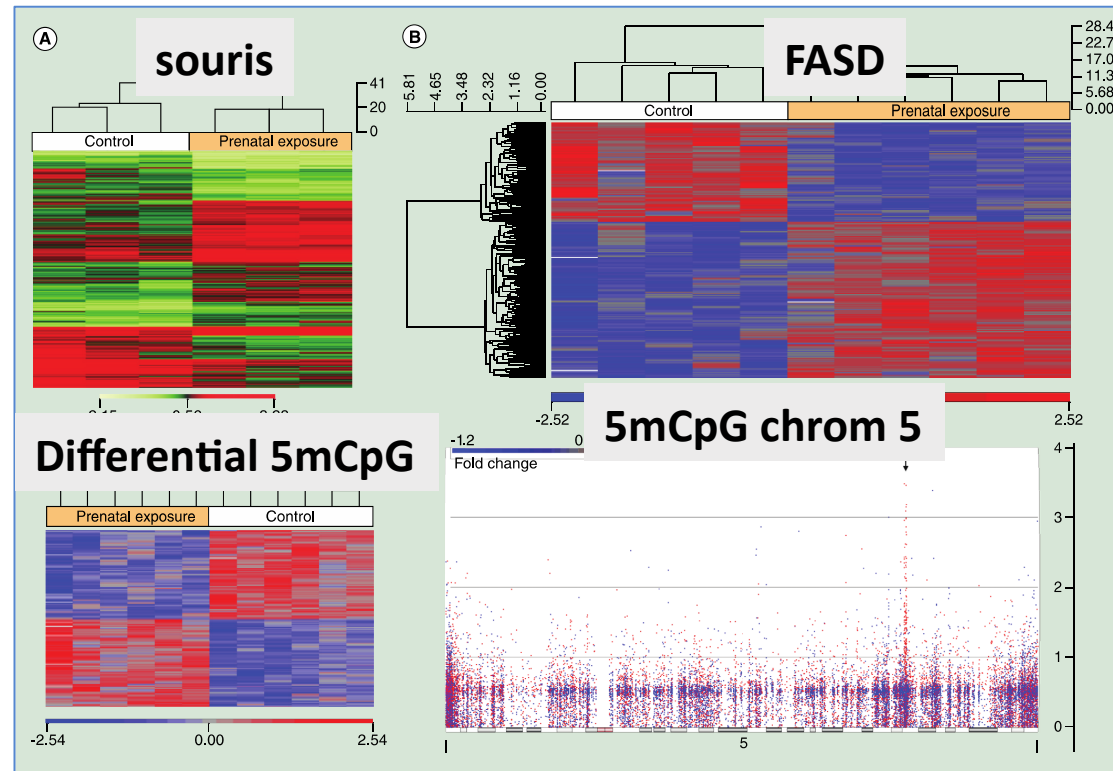 A
souris
41
20
0
Control
Prenatal exposure
B
5.81
4.65
3.48
2.32
1.16
0.00
FASD
28.4
22.7
17.0
11.3
5.68
0.00
Control
Prenatal exposure
-2.52
2.52
Differential 5mCpG
Prenatal exposure
Control
-2.54
0.00
2.54
5mCpG chrom 5
-1.2
0
Fold change
4
3
2
1
0
5